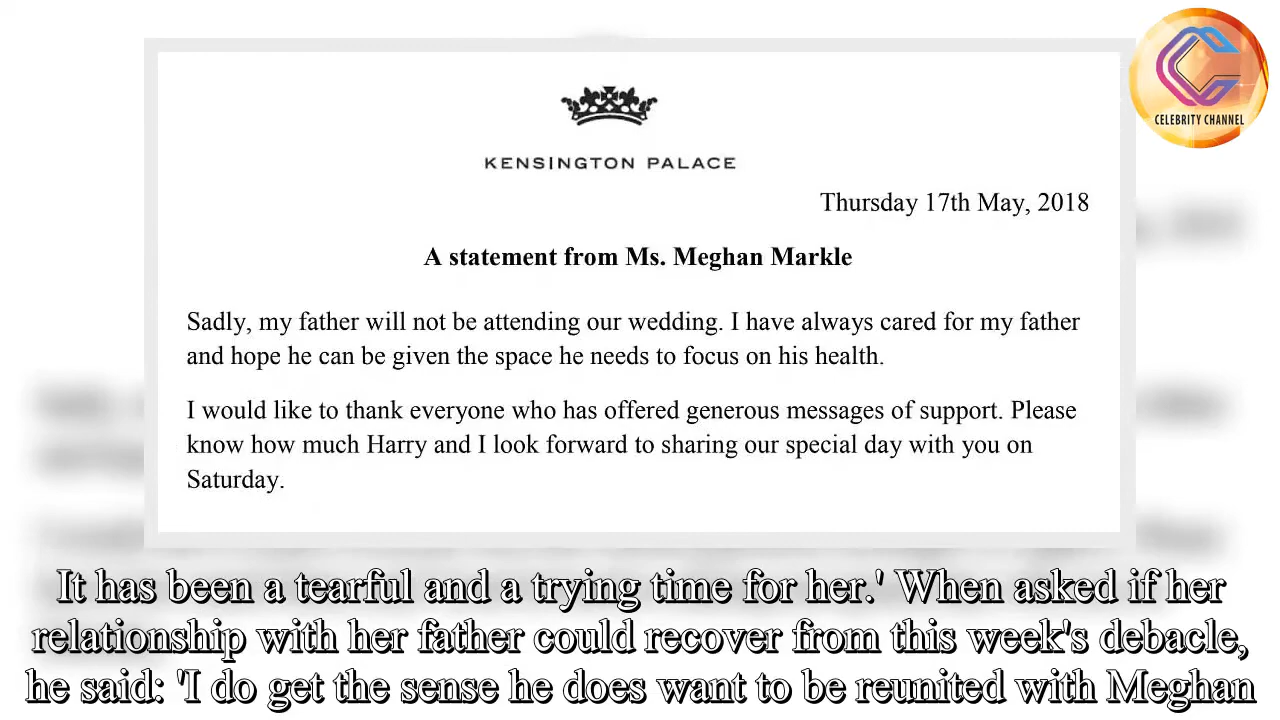 CELEBRITY CHANNEL
KENSINGTON PALACE
Thursday 17th May, 2018
A statement from Ms. Meghan Markle
Sadly, my father will not be attending our wedding. I have always cared for my father
and hope he can be given the space he needs to focus on his health.
I would like to thank everyone who has offered generous messages of support. Please
know how much Harry and I look forward to sharing our special day with you on
Saturday.
It has been a tearful and a trying time for her.' When asked if her
relationship with her father could recover from this week's debacle,
he said: 'I do get the sense he does want to be reunited with Meghan